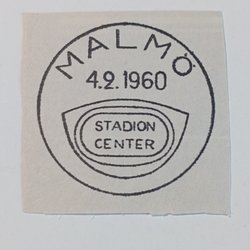 MALMÖ
4.2.1960
STADION
CENTER